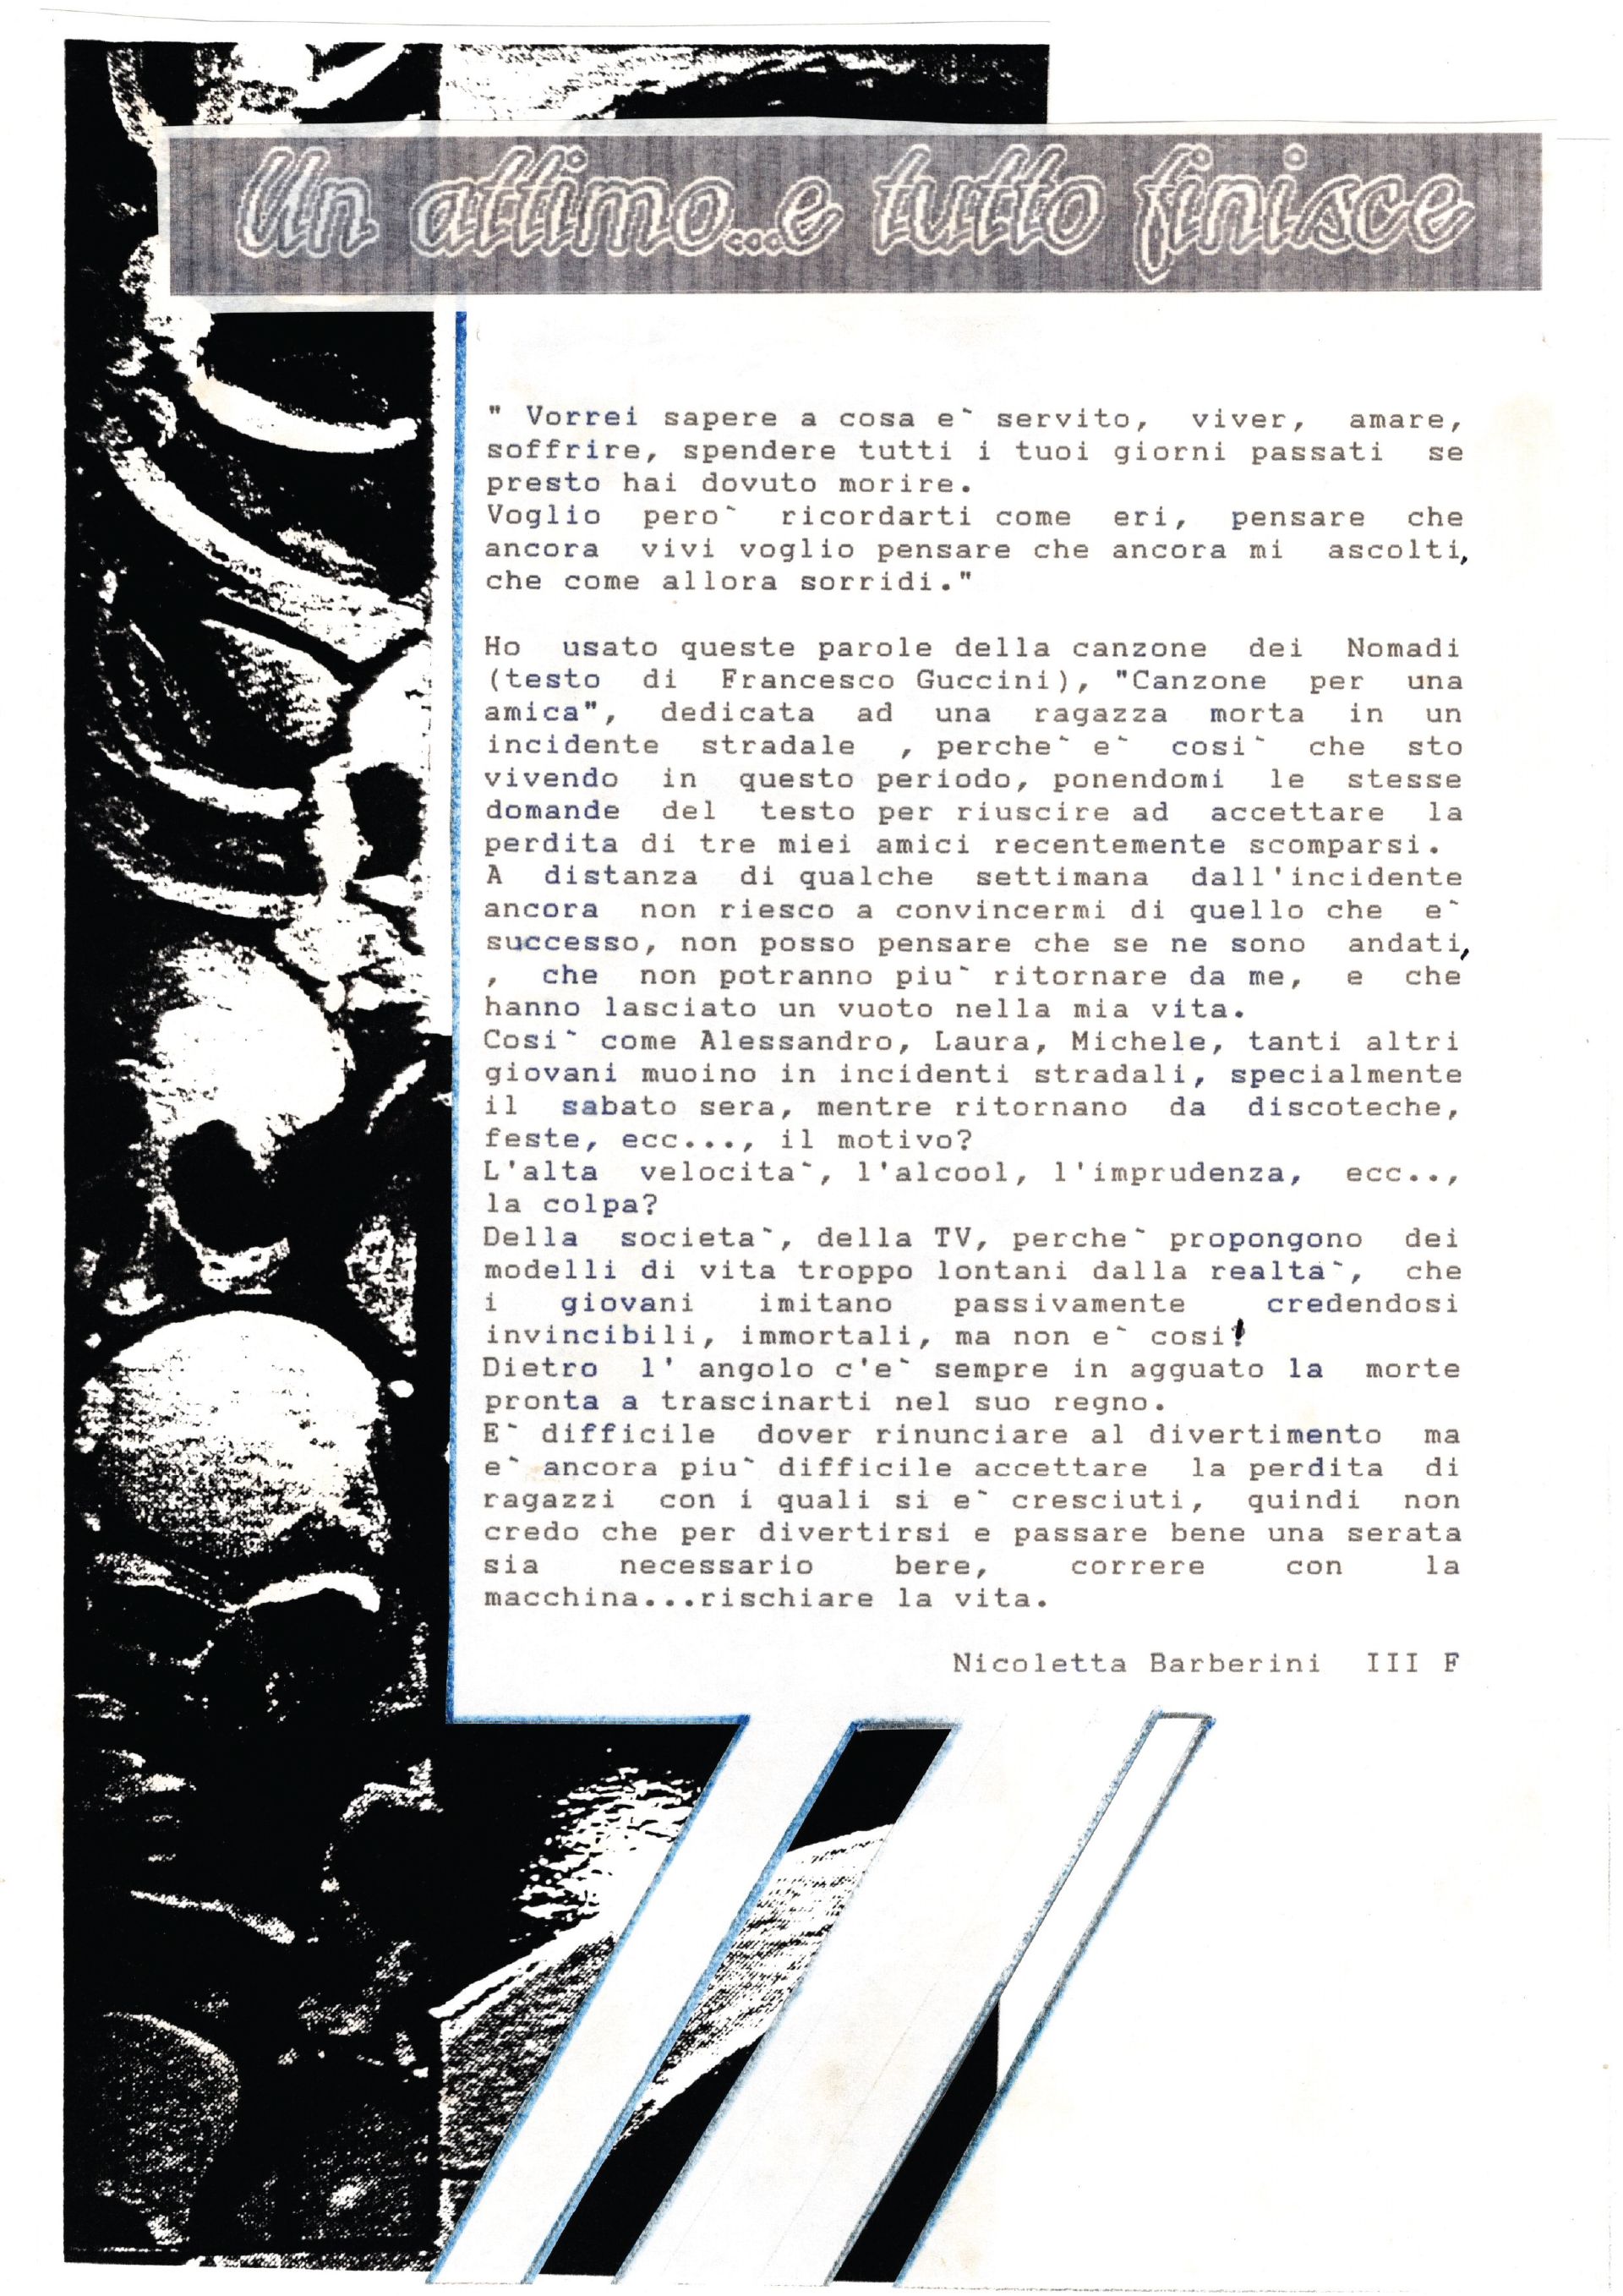 Un attimo...e tutto finisce
" Vorrei sapere a cosa e` servito, viver, amare,
soffrire, spendere tutti i tuoi giorni passati se
presto hai dovuto morire.
Voglio pero` ricordarti come eri, pensare che
ancora vivi voglio pensare che ancora mi ascolti,
che come allora sorridi."
Ho usato queste parole della canzone dei Nomadi
(testo di Francesco Guccini), "Canzone per una
amica", dedicata ad una ragazza morta in un
incidente stradale , perche` e` cosi` che sto
vivendo in questo periodo, ponendomi le stesse
domande del testo per riuscire ad accettare la
perdita di tre miei amici recentemente scomparsi.
A distanza di qualche settimana dall'incidente
ancora non riesco a convincermi di quello che e`
successo, non posso pensare che se ne sono andati,
, che non potranno piu` ritornare da me, e che
hanno lasciato un vuoto nella mia vita.
Cosi` come Alessandro, Laura, Michele, tanti altri
giovani muoino in incidenti stradali, specialmente
il sabato sera, mentre ritornano da discoteche,
feste, ecc..., il motivo?
L'alta velocita`, l'alcool, l'imprudenza, ecc..,
la colpa?
Della societa`, della TV, perche` propongono dei
modelli di vita troppo lontani dalla realta`, che
i giovani imitano passivamente credendosi
invincibili, immortali, ma non e` cosi!
Dietro l' angolo c'e` sempre in agguato la morte
pronta a trascinarti nel suo regno.
E` difficile dover rinunciare al divertimento ma
e` ancora piu` difficile accettare la perdita di
ragazzi con i quali si e` cresciuti, quindi non
credo che per divertirsi e passare bene una serata
sia necessario bere, correre con la
macchina...rischiare la vita.
Nicoletta Barberini III F